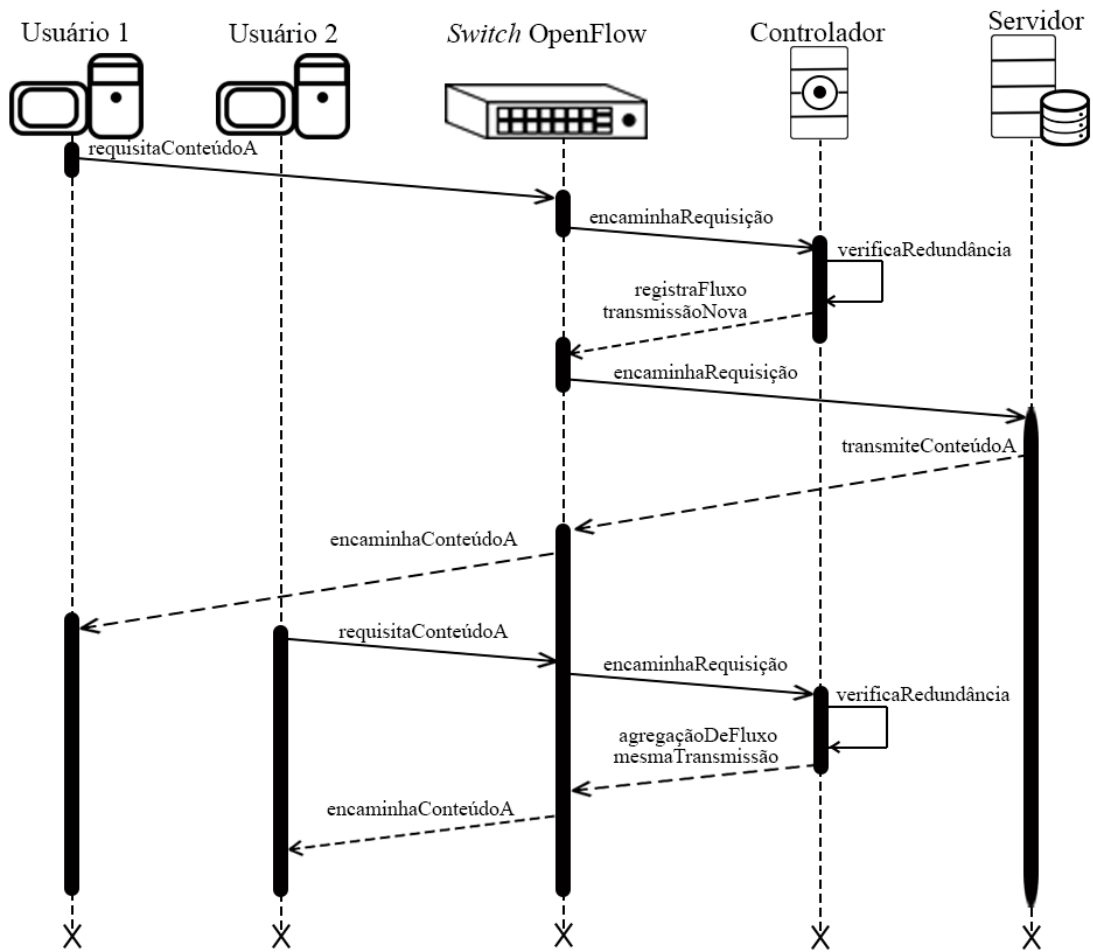 Usuário 1
Usuário 2
Switch OpenFlow
Controlador
Servidor
requisitaConteúdoA
encaminhaRequisição
verificaRedundância
registraFluxo
transmissãoNova
encaminhaRequisição
transmiteConteúdoA
encaminhaConteúdoA
requisitaConteúdoA
encaminhaRequisição
verificaRedundância
agregaçãoDeFluxo
mesmaTransmissão
encaminhaConteúdoA